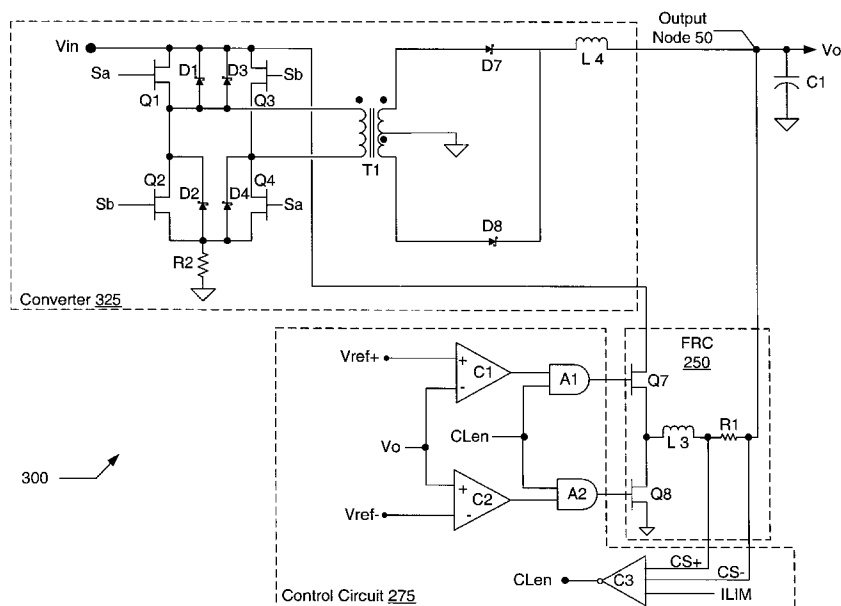 Output
Node 50
Vin
Vo
Sa
D1
D3
Sb
Q1
Q3
D7
L 4
C1
T1
Q2
D2
D4
Q4
Sb
Sa
D8
R2
Converter 325
FRC
250
Vref+
+
-
C1
A1
Q7
Vo
CLen
L 3
R1
300
+
-
C2
A2
Q8
Vref-
CS+
CS-
CLen
C3
ILIM
Control Circuit 275